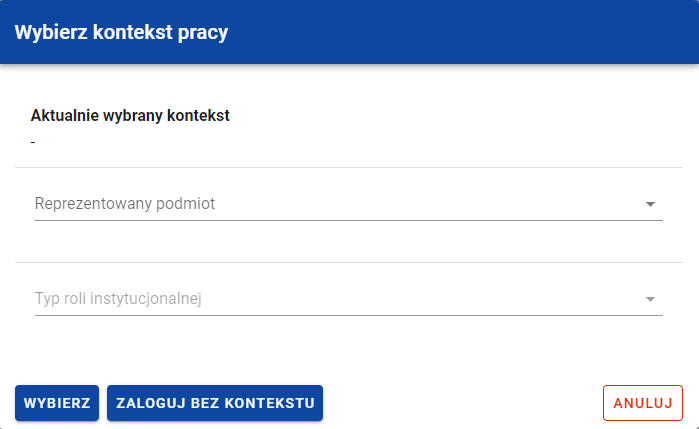 Wybierz kontekst pracy
Aktualnie wybrany kontekst
-
Reprezentowany podmiot
Typ roli instytucjonalnej
WYBIERZ ZALOGUJ BEZ KONTEKSTU ANULUJ